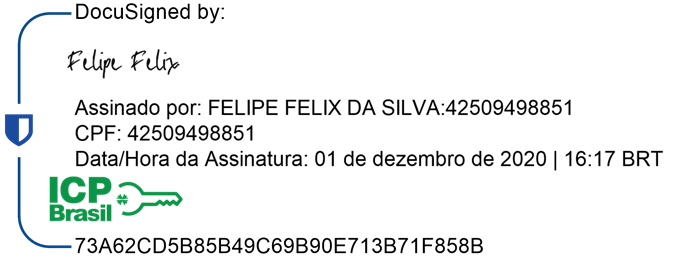 DocuSigned by:
Felipe Felix
Assinado por: FELIPE FELIX DA SILVA:42509498851
CPF: 42509498851
Data/Hora da Assinatura: 01 de dezembro de 2020 | 16:17 BRT
ICP
Brasil
73A62CD5B85B49C69B90E713B71F858B